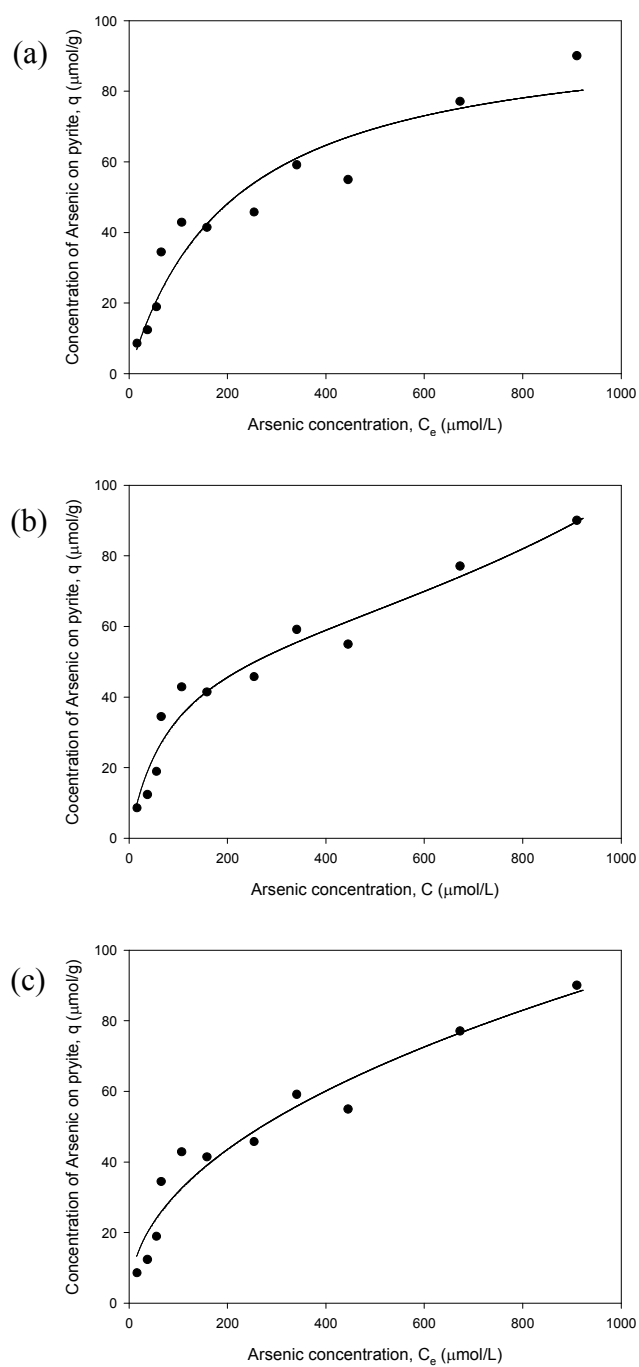 (a)
Concentration of Arsenic on pyrite, q (μmol/g)
100
80
60
40
20
0
0 200 400 600 800 1000
Arsenic concentration, Ce (μmol/L)
(b)
Cocentration of Arsenic on pyrite, q (μmol/g)
100
80
60
40
20
0
0 200 400 600 800 1000
Arsenic concentration, C (μmol/L)
(c)
Concentration of Arsenic on pryite, q (μmol/g)
100
80
60
40
20
0
0 200 400 600 800 1000
Arsenic concentration, Ce (μmol/L)